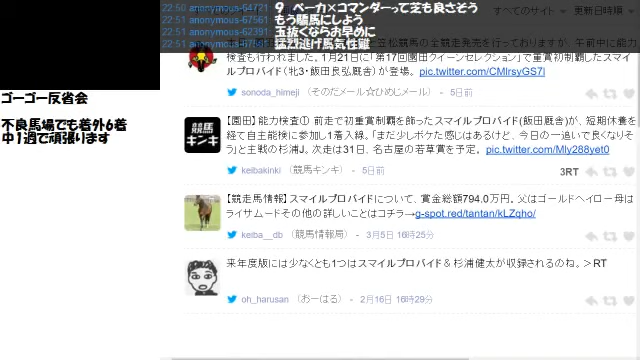 22:50 anonymous-64721 9 ベーカ×コマンダーって芝も良さそう
22:51 anonymous-67561 もう騸馬にしよう
22:51 anonymous-62391 玉抜くならお早めに
22:51 猛烈逃げ馬気性難
すべてのサイト
更新日時順
検査も行われました。1月21日に「第17回園田クイーンセレクション」で重賞初制覇したスマイ
ルプロバイド(牝3・飯田良弘厩舎)が登場。 pic.twitter.com/CMIrsyGS7l
sonoda_himeji (そのだメール☆ひめじメール) - 5日前
ゴーゴー反省会
不良馬場でも着外6着
中1週で頑張ります
【園田】能力検査① 前走で初重賞制覇を飾ったスマイルプロバイド(飯田厩舎)が、短期休養を
経て自主能検に参加し1着入線。「まだ少しボケた感じはあるけど、今日の一追いで良くなりそ
う」と主戦の杉浦J。次走は31日、名古屋の若草賞を予定。 pic.twitter.com/Mly288yet0
keibakinki (競馬キンキ) - 5日前
3RT
【競走馬情報】スマイルプロバイドについて、賞金総額794.0万円。父はゴールドヘイロー母は
ライサムードその他の詳しいことはコチラ→g-spot.red/tantan/kLZqho/
keiba__db (競馬情報局) - 3月5日 16時25分
来年度版には少なくとも1つはスマイルプロバイド&杉浦健太が収録されるのね。>RT
oh_harusan (おーはる) - 2月16日 16時29分